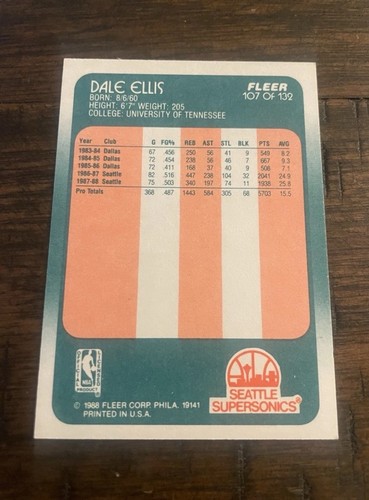 DALE ELLIS
FLEER
BORN: 8/6/60
107 OF 132
HEIGHT: 6'7" WEIGHT: 205
COLLEGE: UNIVERSITY OF TENNESSEE
Year Club G FG% REB AST STL BLK PTS AVG
1983-84 Dallas 67 .456 250 56 41 9 549 8.2
1984-85 Dallas 72 .454 238 56 46 7 667 9.3
1985-86 Dallas 72 .411 168 37 40 9 508 7.1
1986-87 Seattle 82 .516 447 238 104 32 2041 24.9
1987-88 Seattle 75 .503 340 197 74 11 1938 25.8
Pro Totals 368 .487 1443 584 305 68 5703 15.5
NBA
PRODUCT
SEATTLE
SUPERSONICS
© 1988 FLEER CORP. PHILA. 19141
PRINTED IN U.S.A.